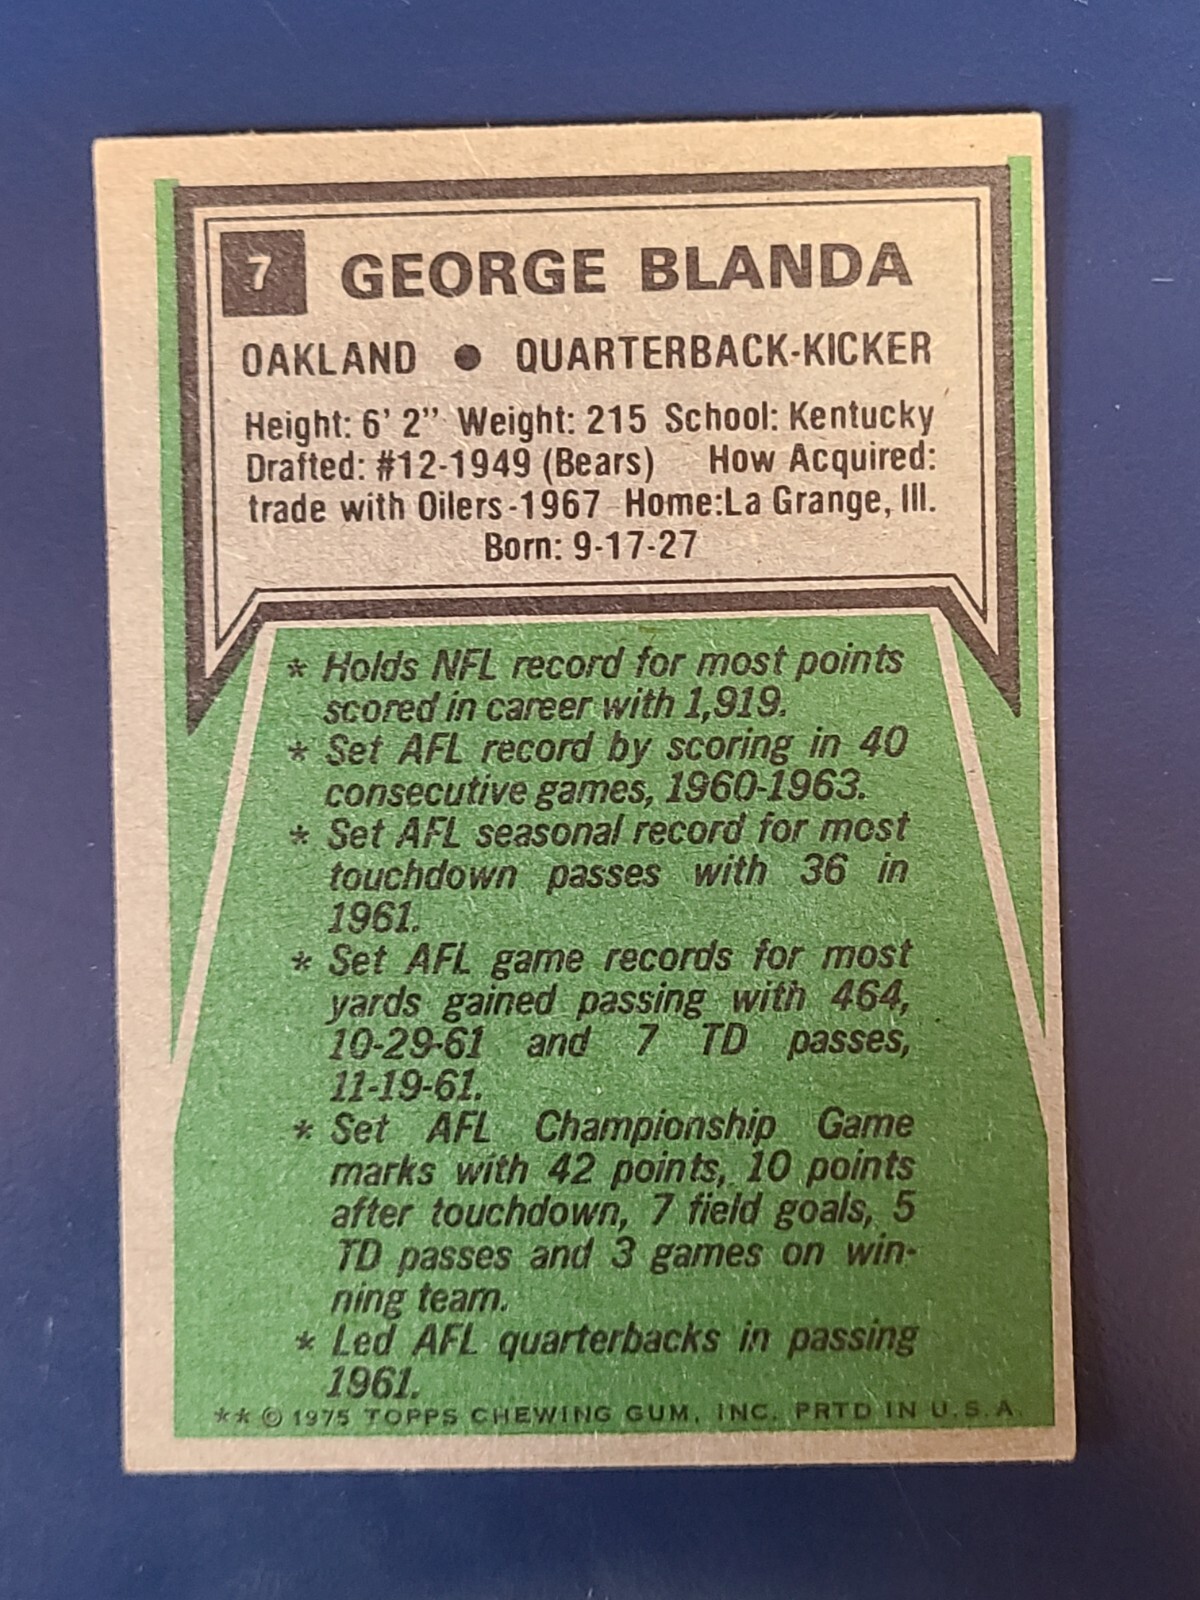 7 GEORGE BLANDA
OAKLAND ● QUARTERBACK-KICKER
Height: 6' 2" Weight: 215 School: Kentucky
Drafted: #12-1949 (Bears) How Acquired:
trade with Oilers-1967 Home:La Grange, Ill.
Born: 9-17-27
* Holds NFL record for most points
scored in career with 1,919.
* Set AFL record by scoring in 40
consecutive games, 1960-1963.
* Set AFL seasonal record for most
touchdown passes with 36 in
1961.
* Set AFL game records for most
yards gained passing with 464,
10-29-61 and 7 TD passes,
11-19-61.
* Set AFL Championship Game
marks with 42 points, 10 points
after touchdown, 7 field goals, 5
TD passes and 3 games on win-
ning team.
* Led AFL quarterbacks in passing
1961.
** © 1975 TOPPS CHEWING GUM, INC. PRTD IN U.S.A.